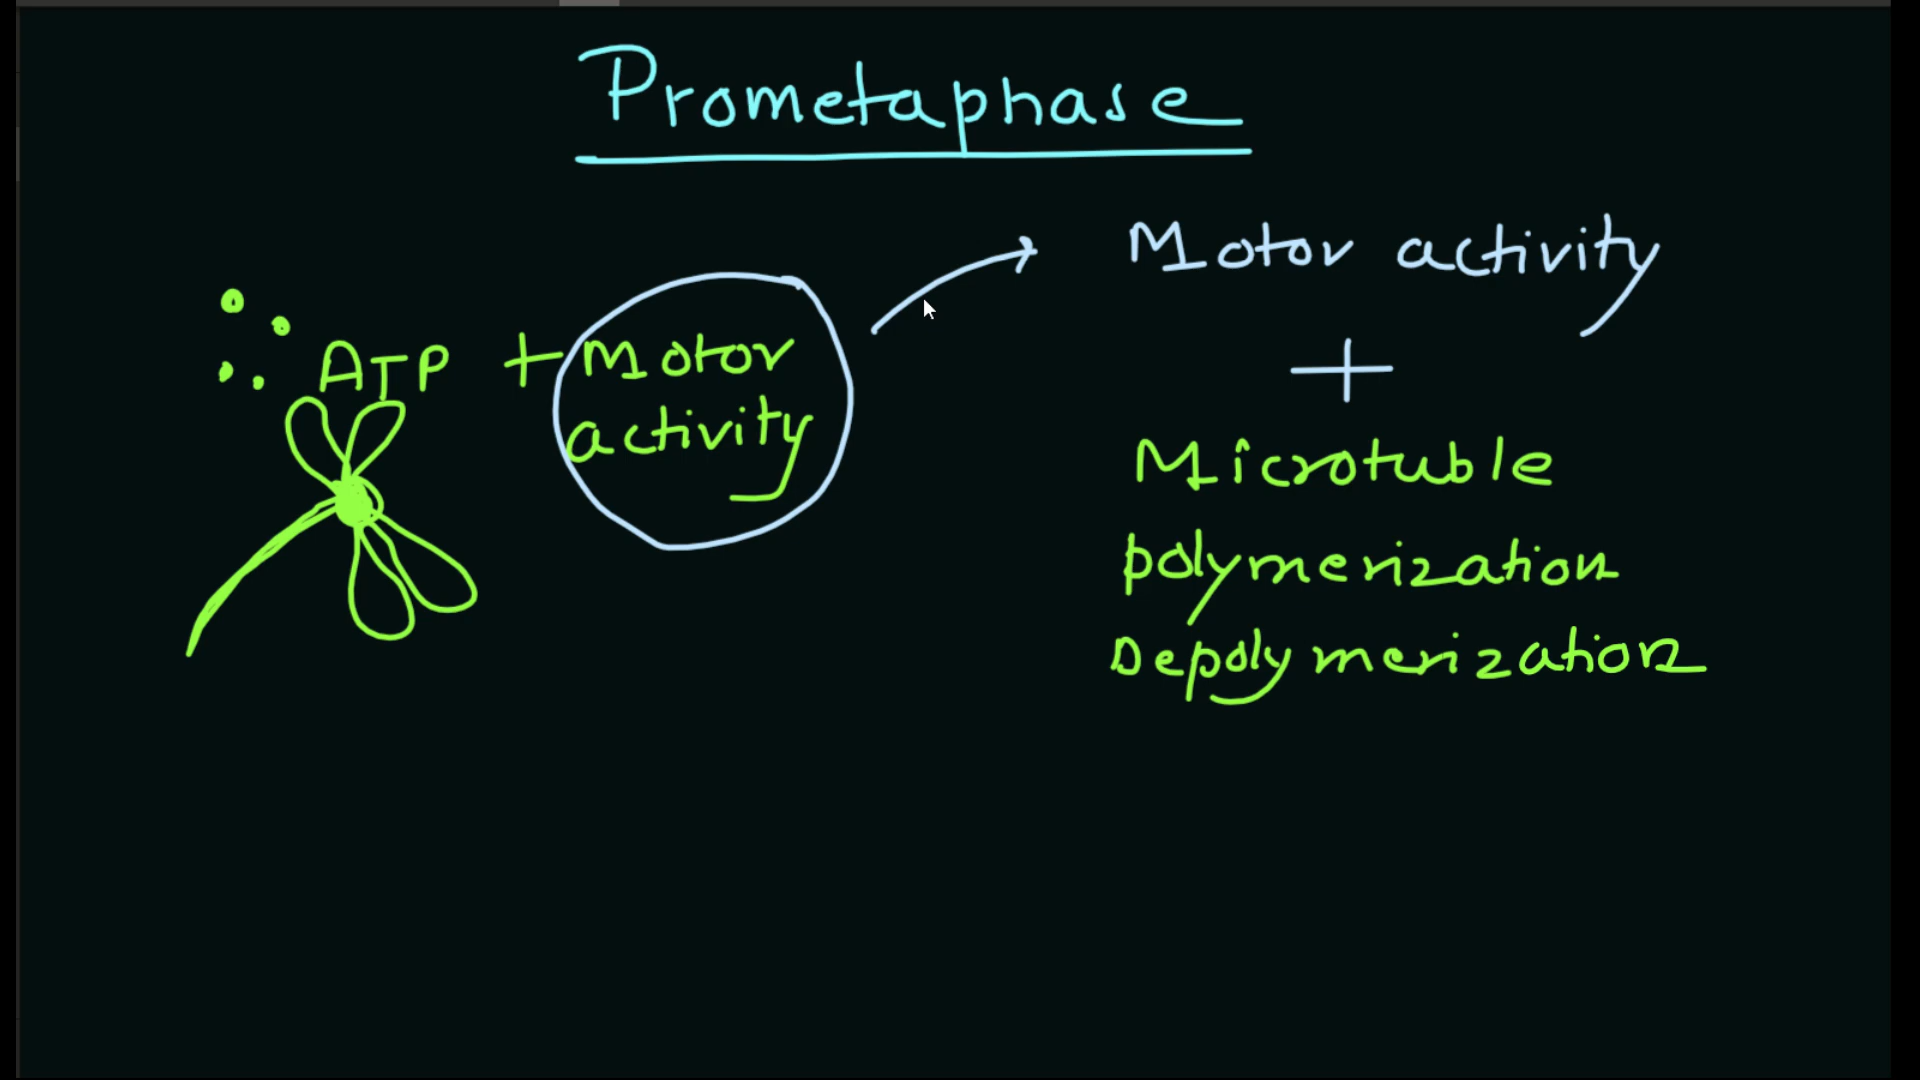 Prometaphase
ATP + Motor
activity
Motor activity
+
Microtuble
polymerization
Depolymerization